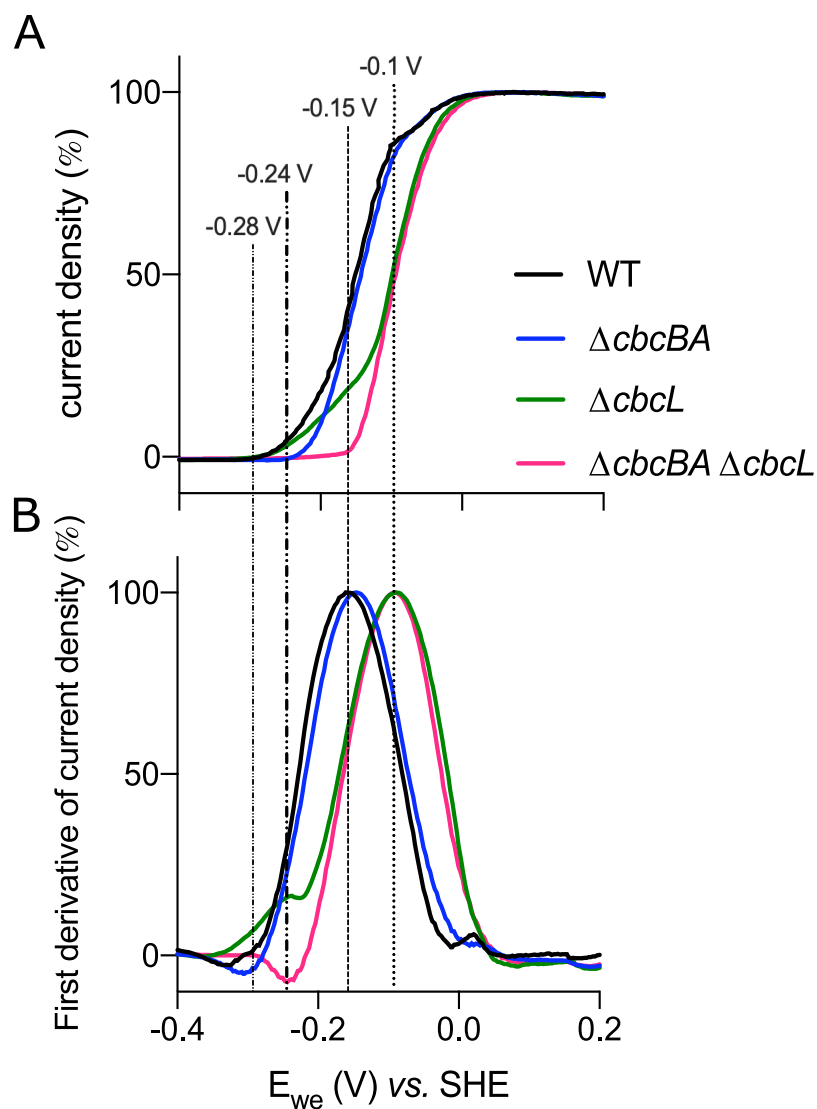 A
-0.1 V
-0.15 V
-0.24 V
-0.28 V
100
50
0
current density (%)
WT
ΔcbcBA
ΔcbcL
ΔcbcBA ΔcbcL
B
100
50
0
First derivative of current density (%)
-0.4 -0.2 0.0 0.2
E_we (V) vs. SHE